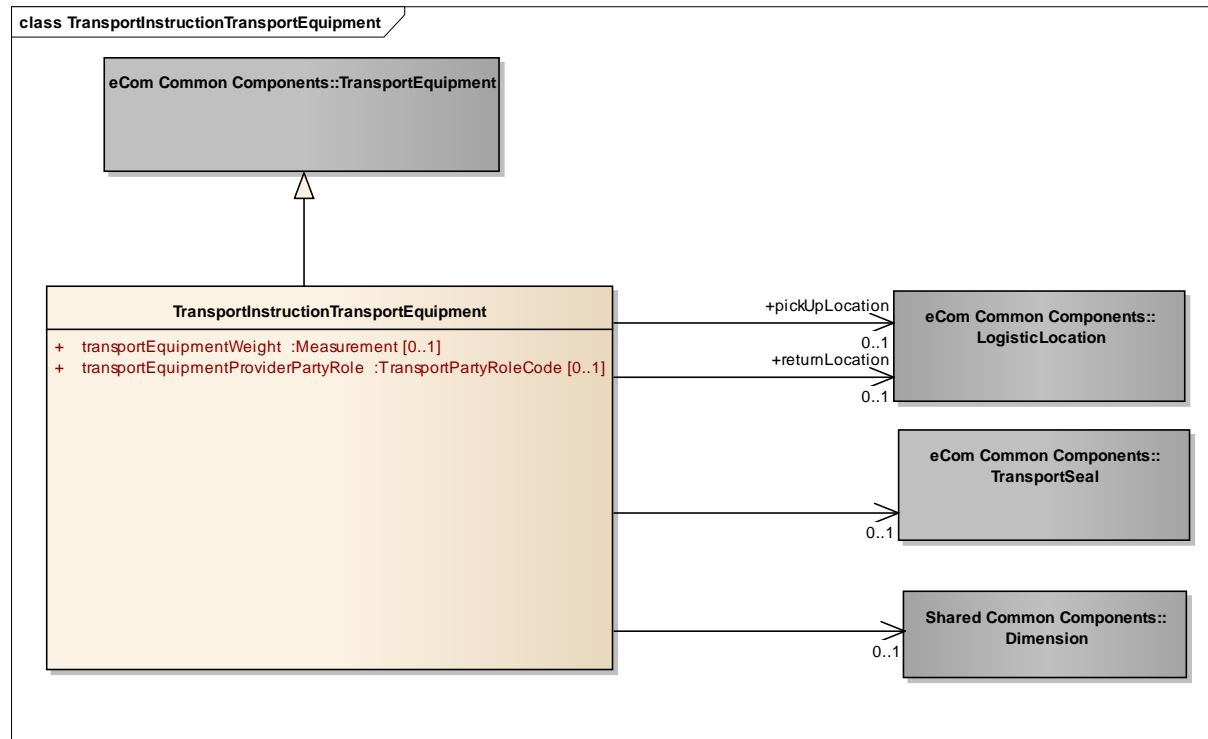 class TransportInstructionTransportEquipment
eCom Common Components::TransportEquipment
TransportInstructionTransportEquipment
+ transportEquipmentWeight :Measurement [0..1]
+ transportEquipmentProviderPartyRole :TransportPartyRoleCode [0..1]
+pickUpLocation
0..1
+returnLocation
0..1
eCom Common Components::
LogisticLocation
0..1
eCom Common Components::
TransportSeal
0..1
Shared Common Components::
Dimension